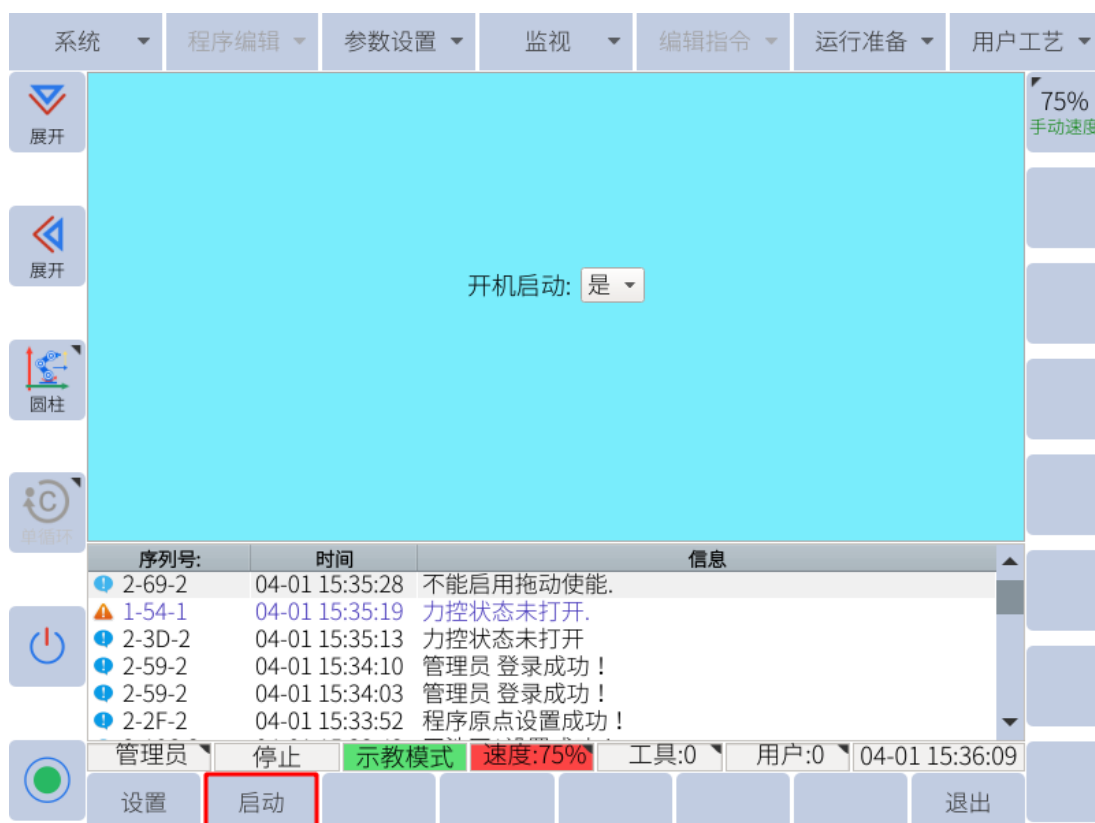 系统 程序编辑 参数设置 监视 编辑指令 运行准备 用户工艺
展开
75%
手动速度
展开
开机启动: 是
圆柱
单循环
序列号: 时间 信息
2-69-2 04-01 15:35:28 不能启用拖动使能.
1-54-1 04-01 15:35:19 力控状态未打开.
2-3D-2 04-01 15:35:13 力控状态未打开
2-59-2 04-01 15:34:10 管理员 登录成功！
2-59-2 04-01 15:34:03 管理员 登录成功！
2-2F-2 04-01 15:33:52 程序原点设置成功！
管理员 停止 示教模式 速度:75% 工具:0 用户:0 04-01 15:36:09
设置 启动 退出